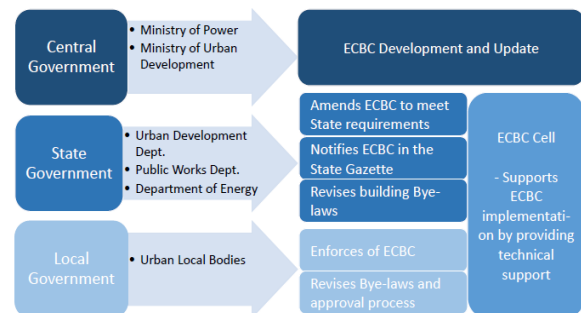 Central
Government
• Ministry of Power
• Ministry of Urban
Development
ECBC Development and Update
State
Government
• Urban Development
Dept.
• Public Works Dept.
• Department of Energy
Amends ECBC to meet
State requirements
Notifies ECBC in the
State Gazette
Revises building Bye-
laws
Local
Government
• Urban Local Bodies
Enforces of ECBC
Revises Bye-laws and
approval process
ECBC Cell
- Supports
ECBC
implementati-
on by providing
technical
support